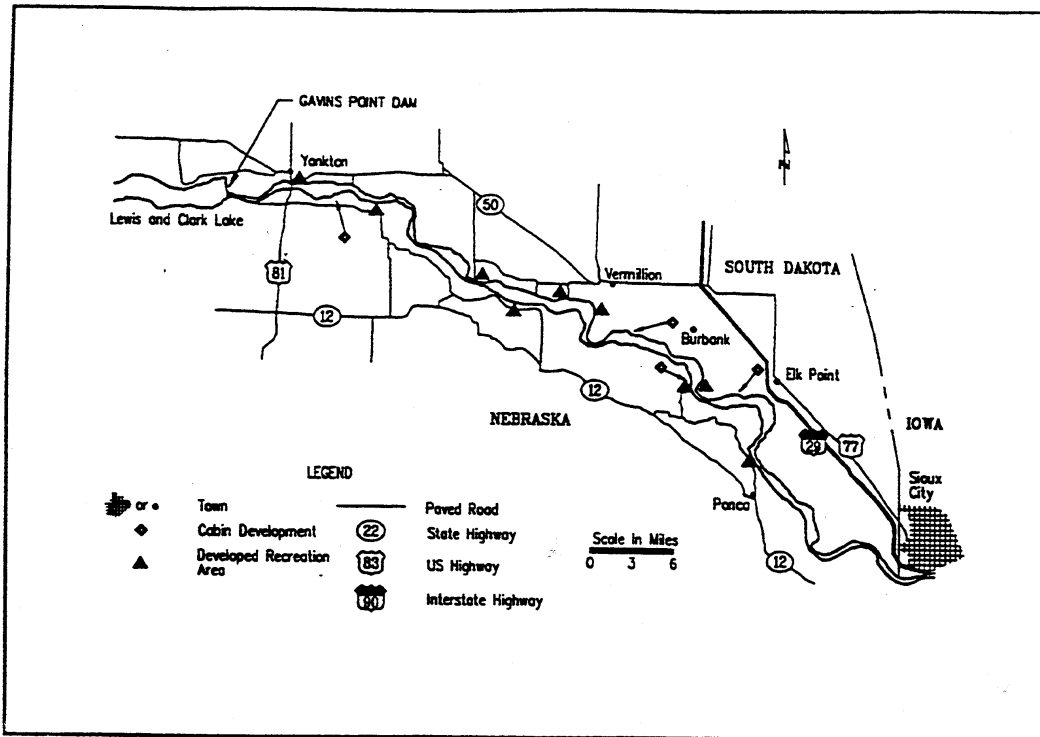 GAVINS POINT DAM
Yankton
Lewis and Clark Lake
50
81
12
Vermillion
SOUTH DAKOTA
Burbank
Elk Point
12
NEBRASKA
IOWA
29
77
Sioux
City
Ponca
12
LEGEND
or
Town
Cabin Development
Developed Recreation
Area
Paved Road
22
State Highway
83
US Highway
90
Interstate Highway
Scale In Miles
0 3 6